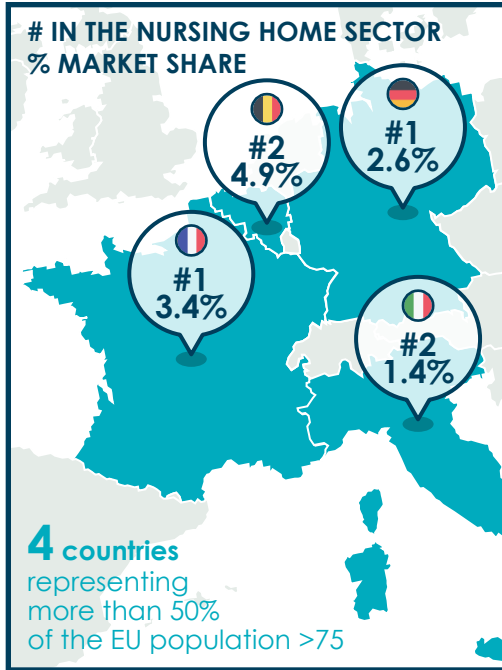 # IN THE NURSING HOME SECTOR
% MARKET SHARE
#1
2.6%
#2
4.9%
#1
3.4%
#2
1.4%
4 countries
representing
more than 50%
of the EU population >75